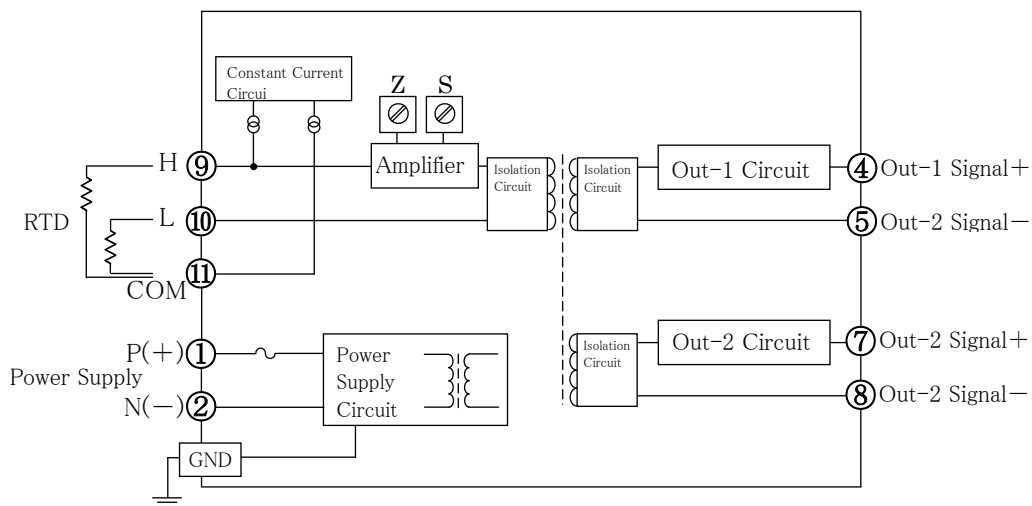 Constant Current
Circui
Z
S
H
⑨
Amplifier
Isolation
Circuit
Isolation
Circuit
Out-1 Circuit
④
Out-1 Signal+
RTD
L
⑩
⑤
Out-2 Signal−
⑪
COM
P(+)
①
Power Supply
N(−)
②
Power
Supply
Circuit
Isolation
Circuit
Out-2 Circuit
⑦
Out-2 Signal+
⑧
Out-2 Signal−
GND